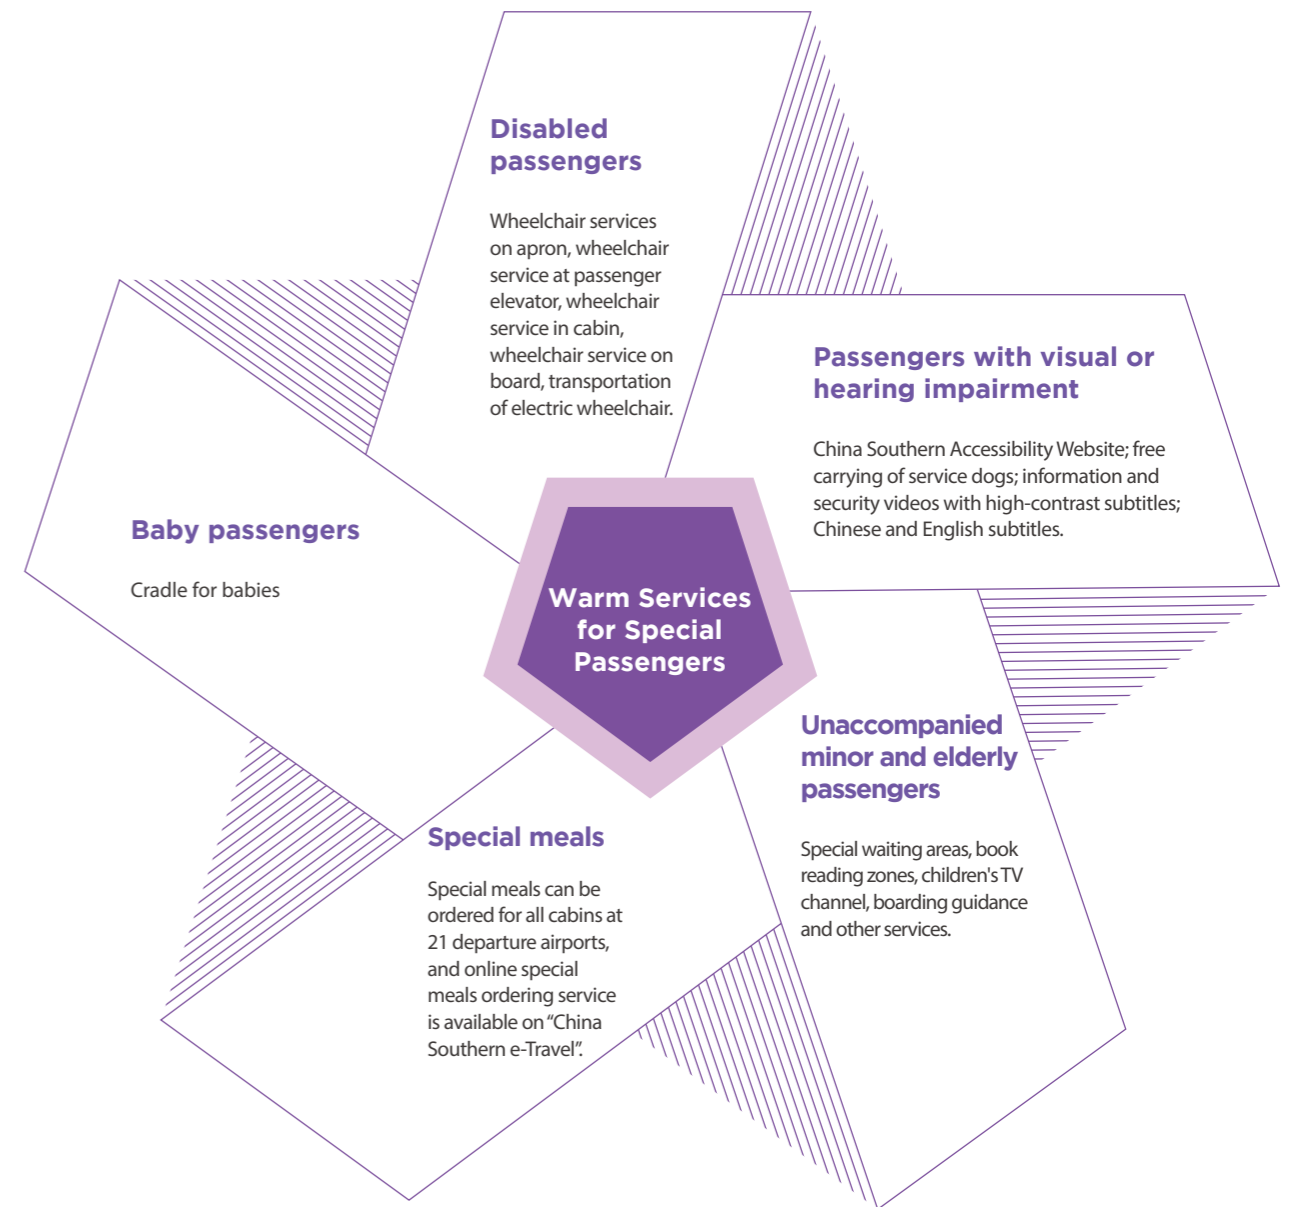 Disabled
passengers
Wheelchair services
on apron, wheelchair
service at passenger
elevator, wheelchair
service in cabin,
wheelchair service on
board, transportation
of electric wheelchair.
Passengers with visual or
hearing impairment
China Southern Accessibility Website; free
carrying of service dogs; information and
security videos with high-contrast subtitles;
Chinese and English subtitles.
Baby passengers
Cradle for babies
Warm Services
for Special
Passengers
Unaccompanied
minor and elderly
passengers
Special waiting areas, book
reading zones, children's TV
channel, boarding guidance
and other services.
Special meals
Special meals can be
ordered for all cabins at
21 departure airports,
and online special
meals ordering service
is available on “China
Southern e-Travel”.